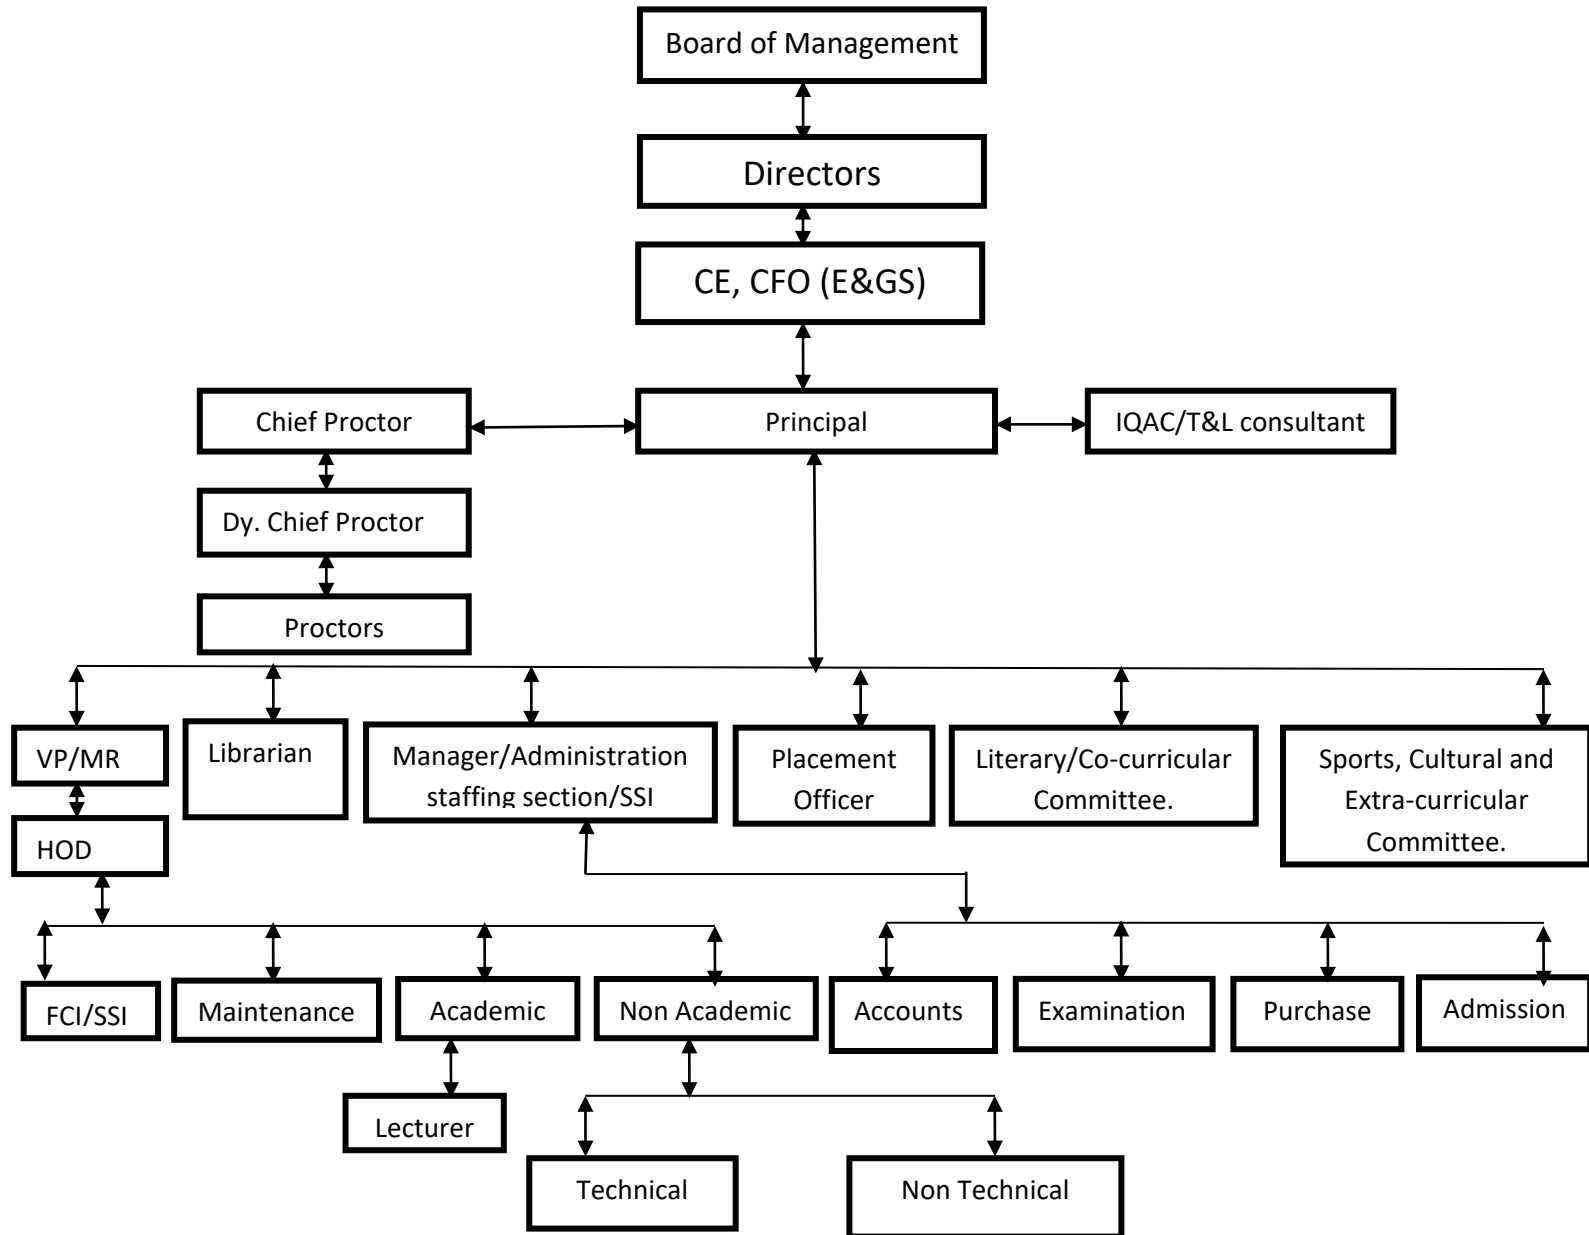 Board of Management
Directors
CE, CFO (E&GS)
Chief Proctor
Principal
IQAC/T&L consultant
Dy. Chief Proctor
Proctors
VP/MR
Librarian
Manager/Administration
staffing section/SSI
Placement
Officer
Literary/Co-curricular
Committee.
Sports, Cultural and
Extra-curricular
Committee.
HOD
FCI/SSI
Maintenance
Academic
Non Academic
Accounts
Examination
Purchase
Admission
Lecturer
Technical
Non Technical